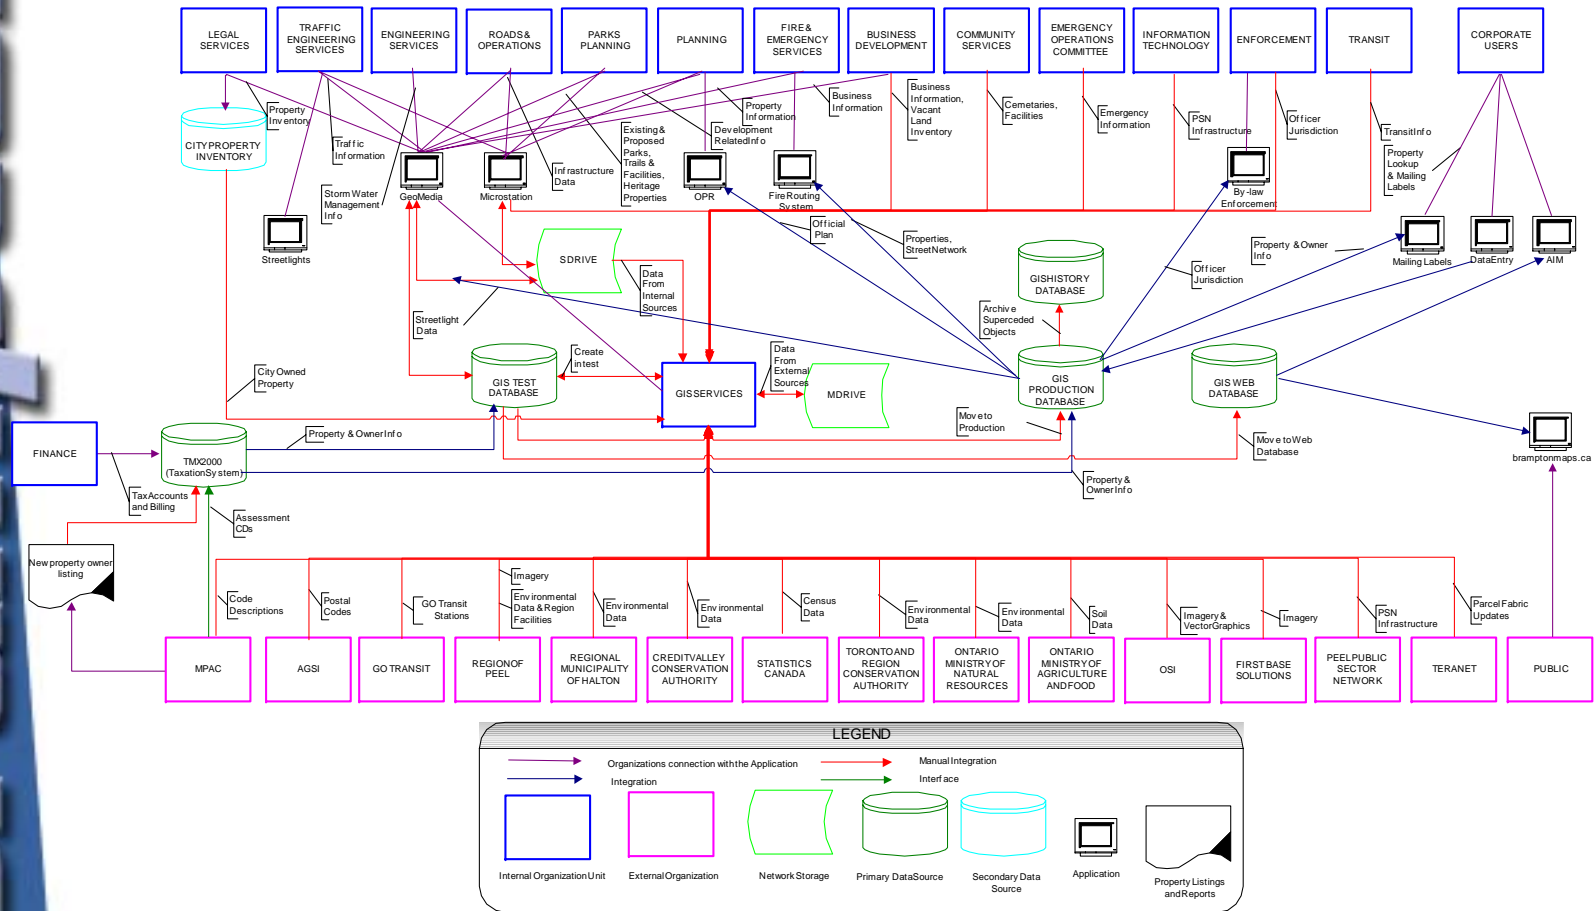 LEGAL
SERVICES
TRAFFIC
ENGINEERING
SERVICES
ENGINEERING
SERVICES
ROADS &
OPERATIONS
PARKS
PLANNING
PLANNING
FIRE &
EMERGENCY
SERVICES
BUSINESS
DEVELOPMENT
COMMUNITY
SERVICES
EMERGENCY
OPERATIONS
COMMITTEE
INFORMATION
TECHNOLOGY
ENFORCEMENT
TRANSIT
CORPORATE
USERS
Property
Inventory
CITY PROPERTY
INVENTORY
Traffic
Information
Storm Water
Management
Info
Streetlights
GeoMedia
Microstation
Infrastructure
Data
Existing &
Proposed
Parks,
Trails &
Facilities,
Heritage
Properties
Development
Related Info
Property
Information
Business
Information
Business
Information,
Vacant
Land
Inventory
Cemetaries,
Facilities
Emergency
Information
PSN
Infrastructure
Officer
Jurisdiction
Transit Info
Property
Lookup
& Mailing
Labels
OPR
Fire Routing
System
By-law
Enforcement
Mailing Labels
Data Entry
AIM
Official
Plan
Properties,
Street Network
Property & Owner
Info
Officer
Jurisdiction
SDRIVE
Data
From
Internal
Sources
Streetlight
Data
GIS HISTORY
DATABASE
Archive
Superceded
Objects
City Owned
Property
GIS TEST
DATABASE
Create
in test
GIS SERVICES
Data
From
External
Sources
MDRIVE
GIS
PRODUCTION
DATABASE
GIS WEB
DATABASE
Move to
Production
Move to Web
Database
bramptonmaps.ca
FINANCE
TMX2000
(Taxation System)
Property & Owner Info
Property &
Owner Info
Tax Accounts
and Billing
Assessment
CDs
New property owner
listing
Code
Descriptions
Postal
Codes
GO Transit
Stations
Imagery
Environmental
Data & Region
Facilities
Environmental
Data
Environmental
Data
Census
Data
Environmental
Data
Environmental
Data
Soil
Data
Imagery &
Vector Graphics
Imagery
PSN
Infrastructure
Parcel Fabric
Updates
MPAC
AGSI
GO TRANSIT
REGION OF
PEEL
REGIONAL
MUNICIPALITY
OF HALTON
CREDIT VALLEY
CONSERVATION
AUTHORITY
STATISTICS
CANADA
TORONTO AND
REGION
CONSERVATION
AUTHORITY
ONTARIO
MINISTRY OF
NATURAL
RESOURCES
ONTARIO
MINISTRY OF
AGRICULTURE
AND FOOD
OSI
FIRST BASE
SOLUTIONS
PEEL PUBLIC
SECTOR
NETWORK
TERANET
PUBLIC
LEGEND
Organizations connection with the Application
Manual Integration
Integration
Interface
Internal Organization Unit
External Organization
Network Storage
Primary Data Source
Secondary Data
Source
Application
Property Listings
and Reports